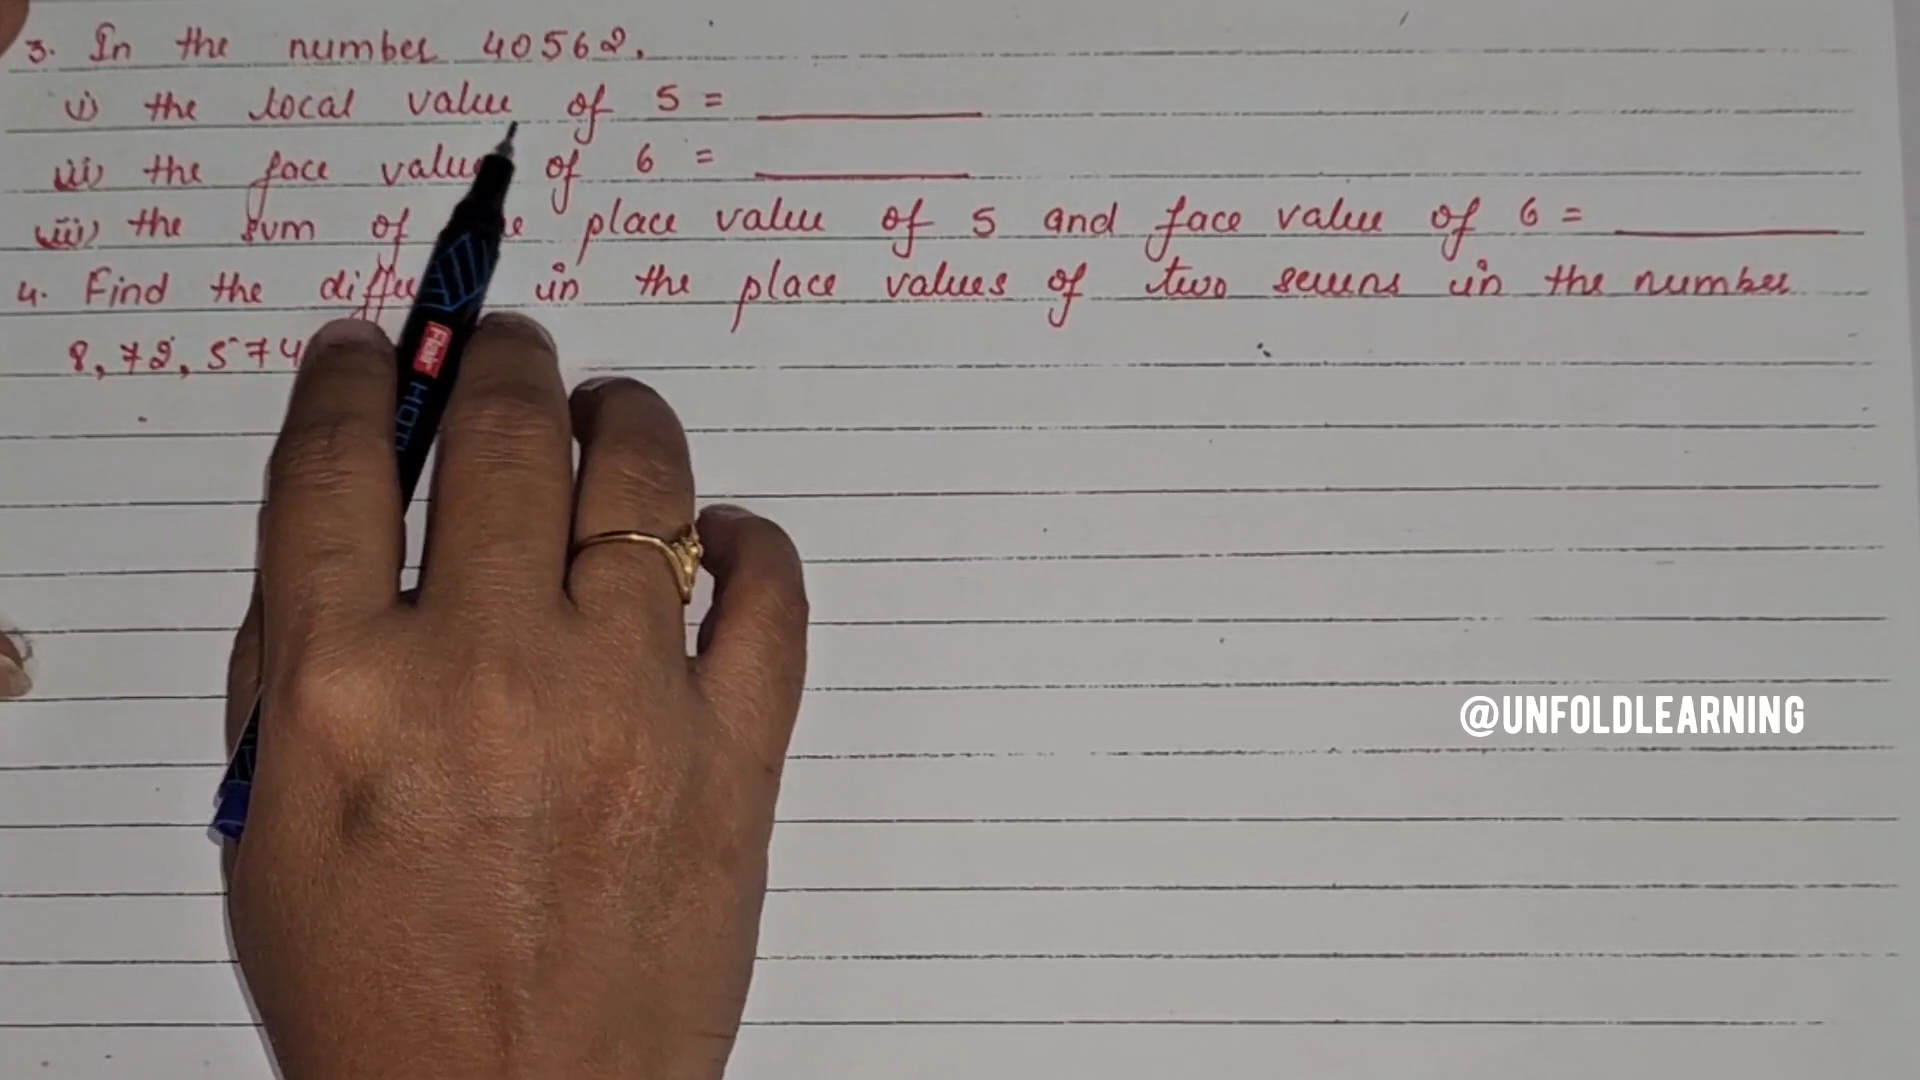 3. In the number 40562.
i) the local value of 5 =
ii) the face value of 6 =
iii) the sum of place value of 5 and face value of 6 =
4. Find the in the place values of two sevens in the number
8,72,574
Flair
HOT
@UNFOLDLEARNING